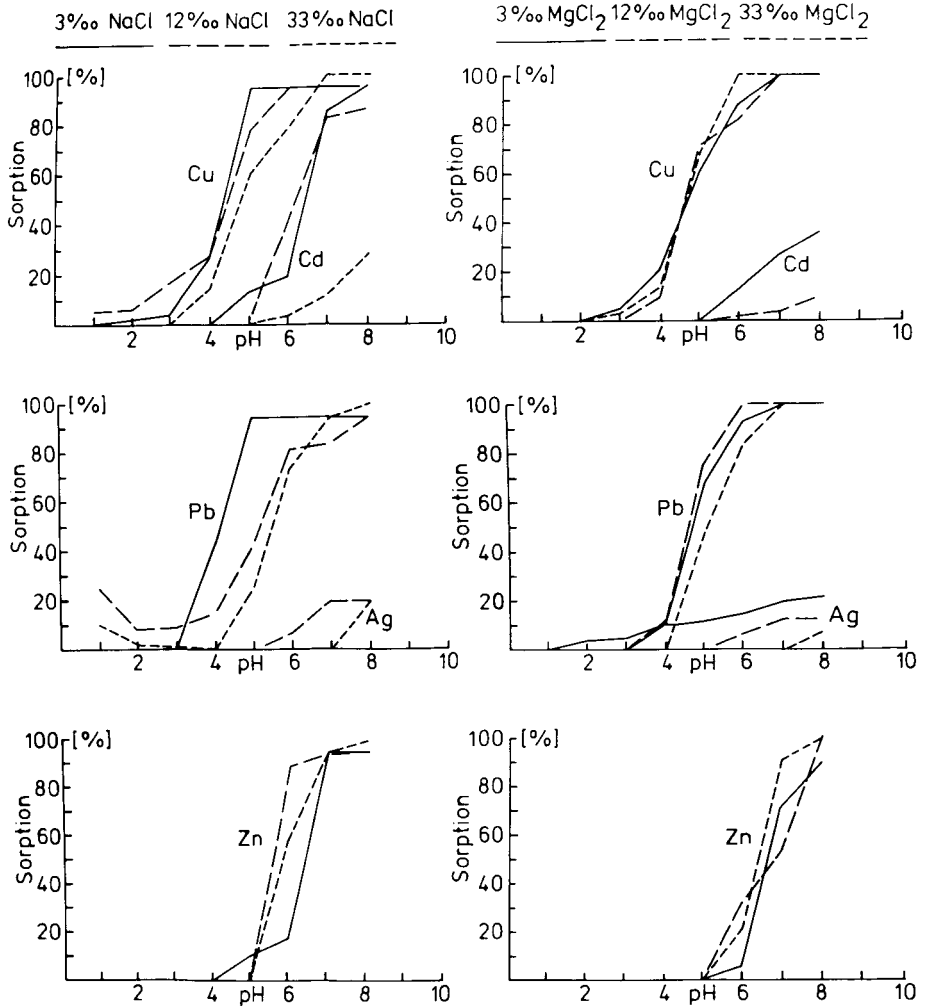 3‰ NaCl 12‰ NaCl 33‰ NaCl
3‰ MgCl2 12‰ MgCl2 33‰ MgCl2
100 [%]
80
60
40
20
Sorption
Cu
Cd
2 4 pH 6 8 10
100 [%]
80
60
40
20
Sorption
Cu
Cd
2 4 pH 6 8 10
100 [%]
80
60
40
20
Sorption
Pb
Ag
2 4 pH 6 8 10
100 [%]
80
60
40
20
Sorption
Pb
Ag
2 4 pH 6 8 10
100 [%]
80
60
40
20
Sorption
Zn
2 4 pH 6 8 10
100 [%]
80
60
40
20
Sorption
Zn
2 4 pH 6 8 10